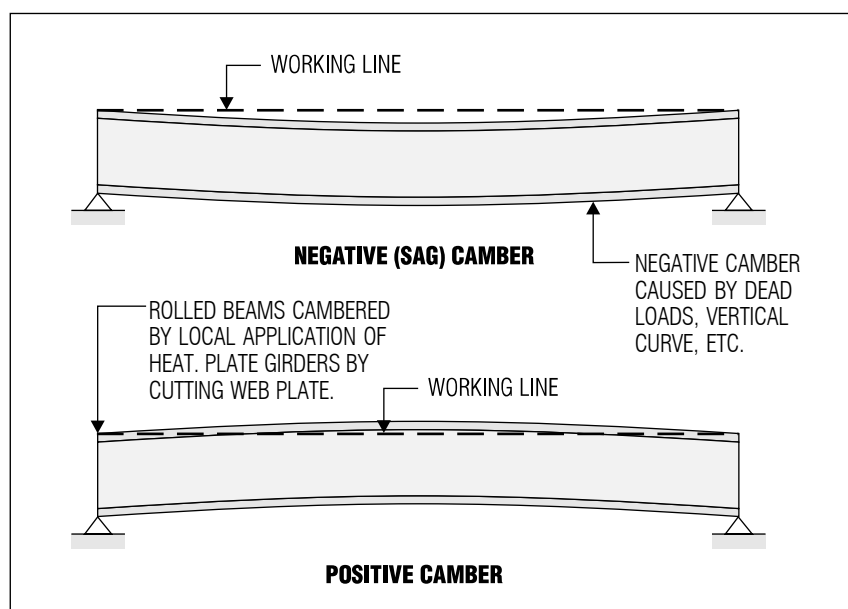 WORKING LINE
NEGATIVE (SAG) CAMBER
NEGATIVE CAMBER
CAUSED BY DEAD
LOADS, VERTICAL
CURVE, ETC.
ROLLED BEAMS CAMBERED
BY LOCAL APPLICATION OF
HEAT. PLATE GIRDERS BY
CUTTING WEB PLATE.
WORKING LINE
POSITIVE CAMBER